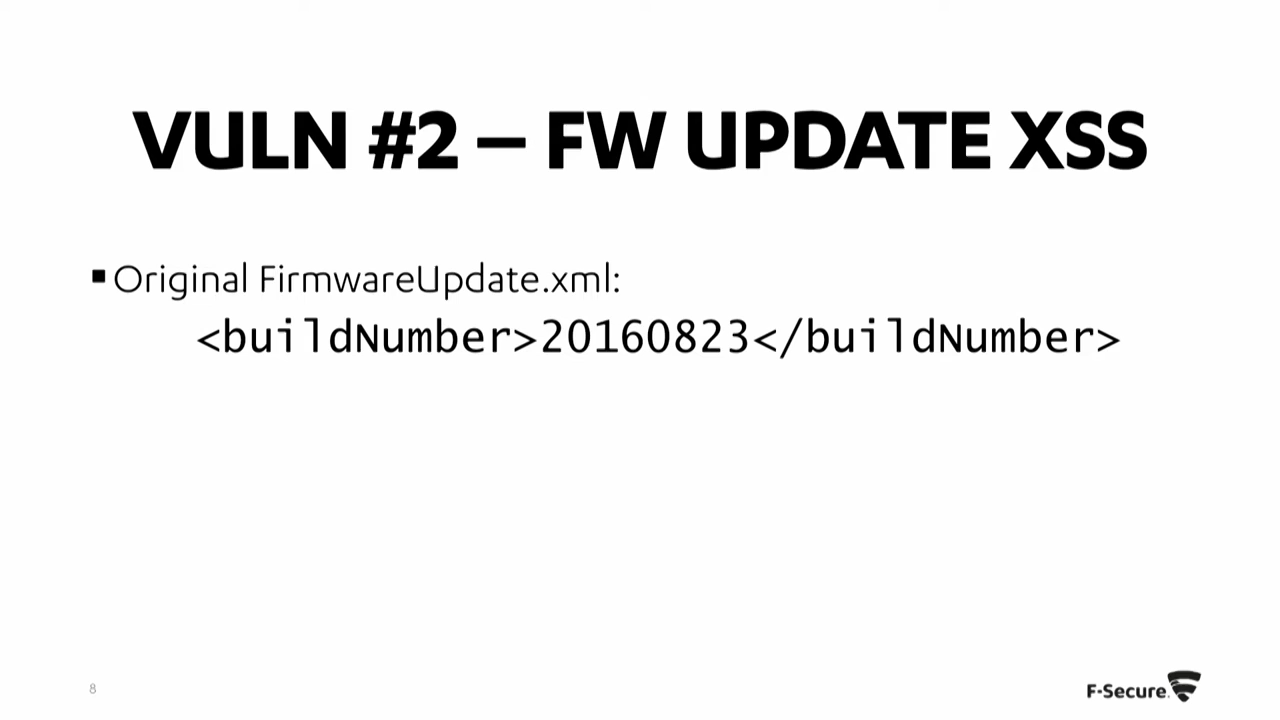 VULN #2 – FW UPDATE XSS
▪Original FirmwareUpdate.xml:
<buildNumber>20160823</buildNumber>
8
F-Secure.